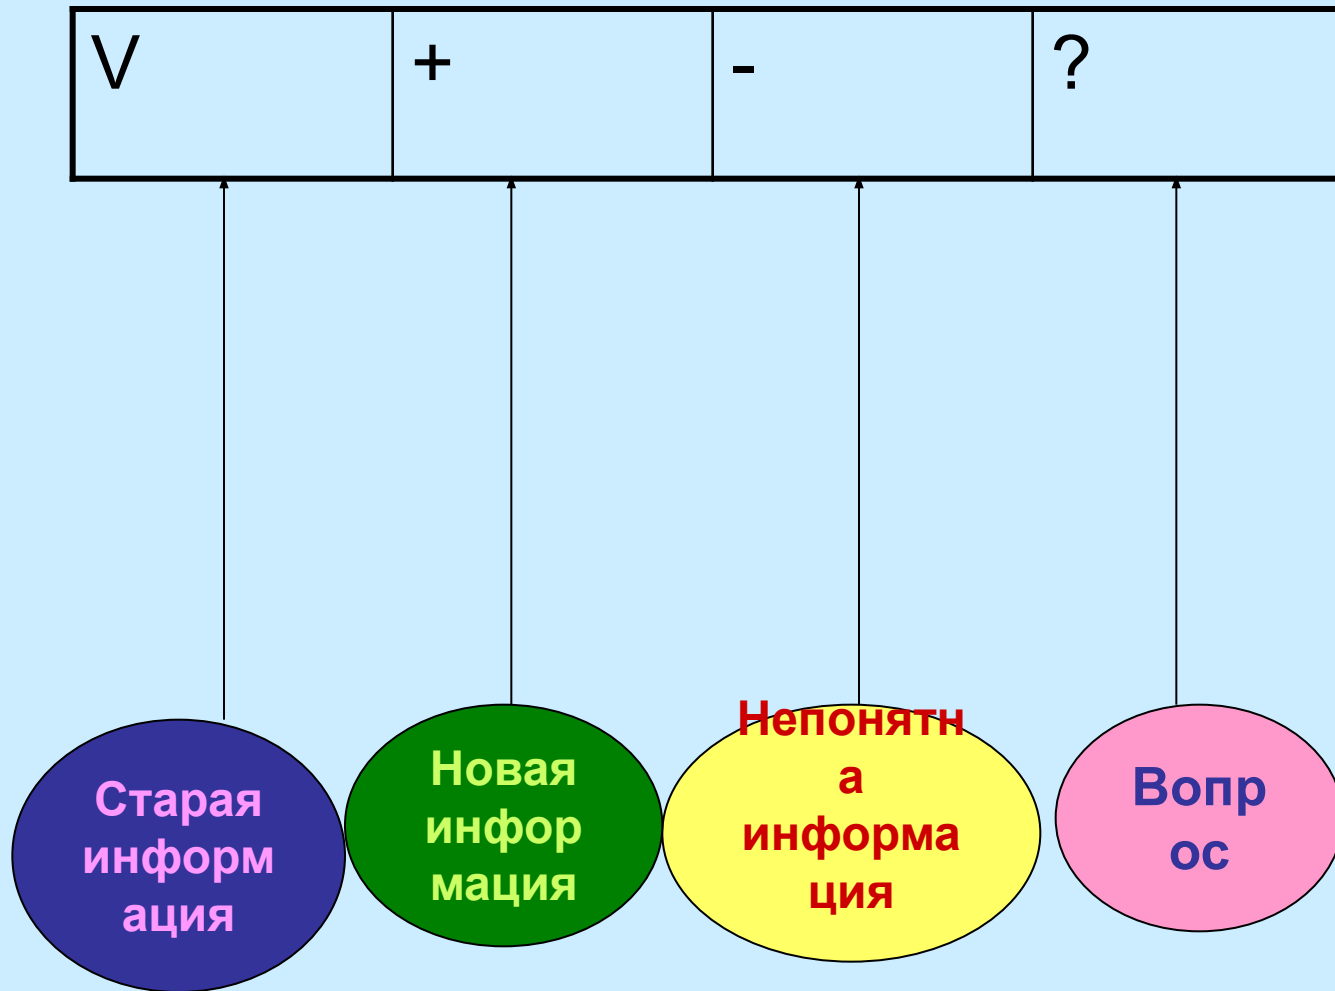 V + - ?
Старая
информ
ация
Новая
инфор
мация
Непонятн
а
информа
ция
Вопр
ос